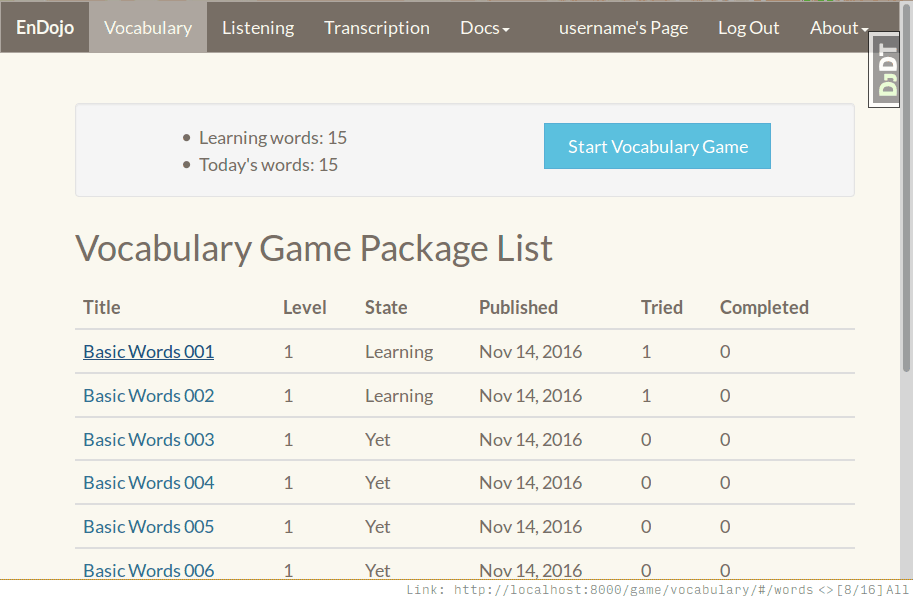 EnDojo Vocabulary Listening Transcription Docs username's Page Log Out About
DJDT
Learning words: 15
Today's words: 15
Start Vocabulary Game
Vocabulary Game Package List
Title Level State Published Tried Completed
Basic Words 001 1 Learning Nov 14, 2016 1 0
Basic Words 002 1 Learning Nov 14, 2016 1 0
Basic Words 003 1 Yet Nov 14, 2016 0 0
Basic Words 004 1 Yet Nov 14, 2016 0 0
Basic Words 005 1 Yet Nov 14, 2016 0 0
Basic Words 006 1 Yet Nov 14, 2016 0 0
Link: http://localhost:8000/game/vocabulary/#/words <>[8/16]All